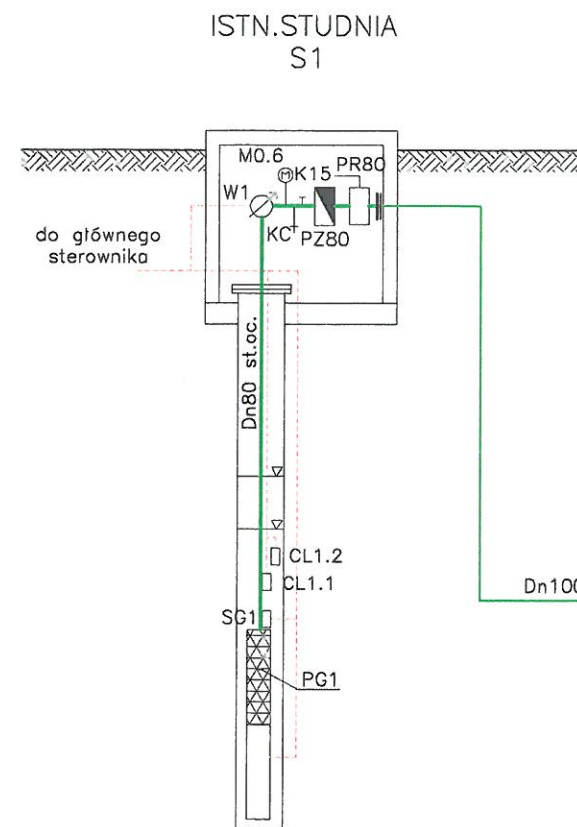 ISTN.STUDNIA
S1
M0.6
PR80
M
K15
W1
KC
PZ80
do głównego
sterownika
Dn80 st.oc.
CL1.2
CL1.1
Dn100
SG1
PG1